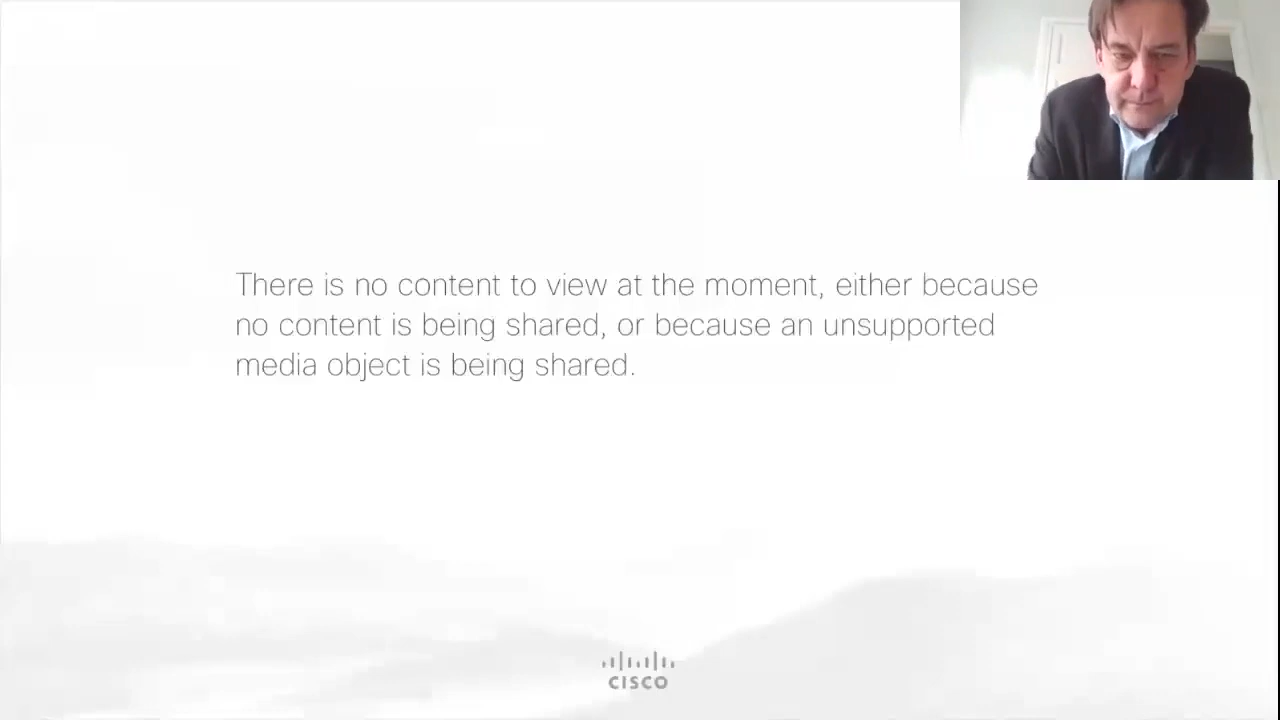 There is no content to view at the moment, either because
no content is being shared, or because an unsupported
media object is being shared.
CISCO